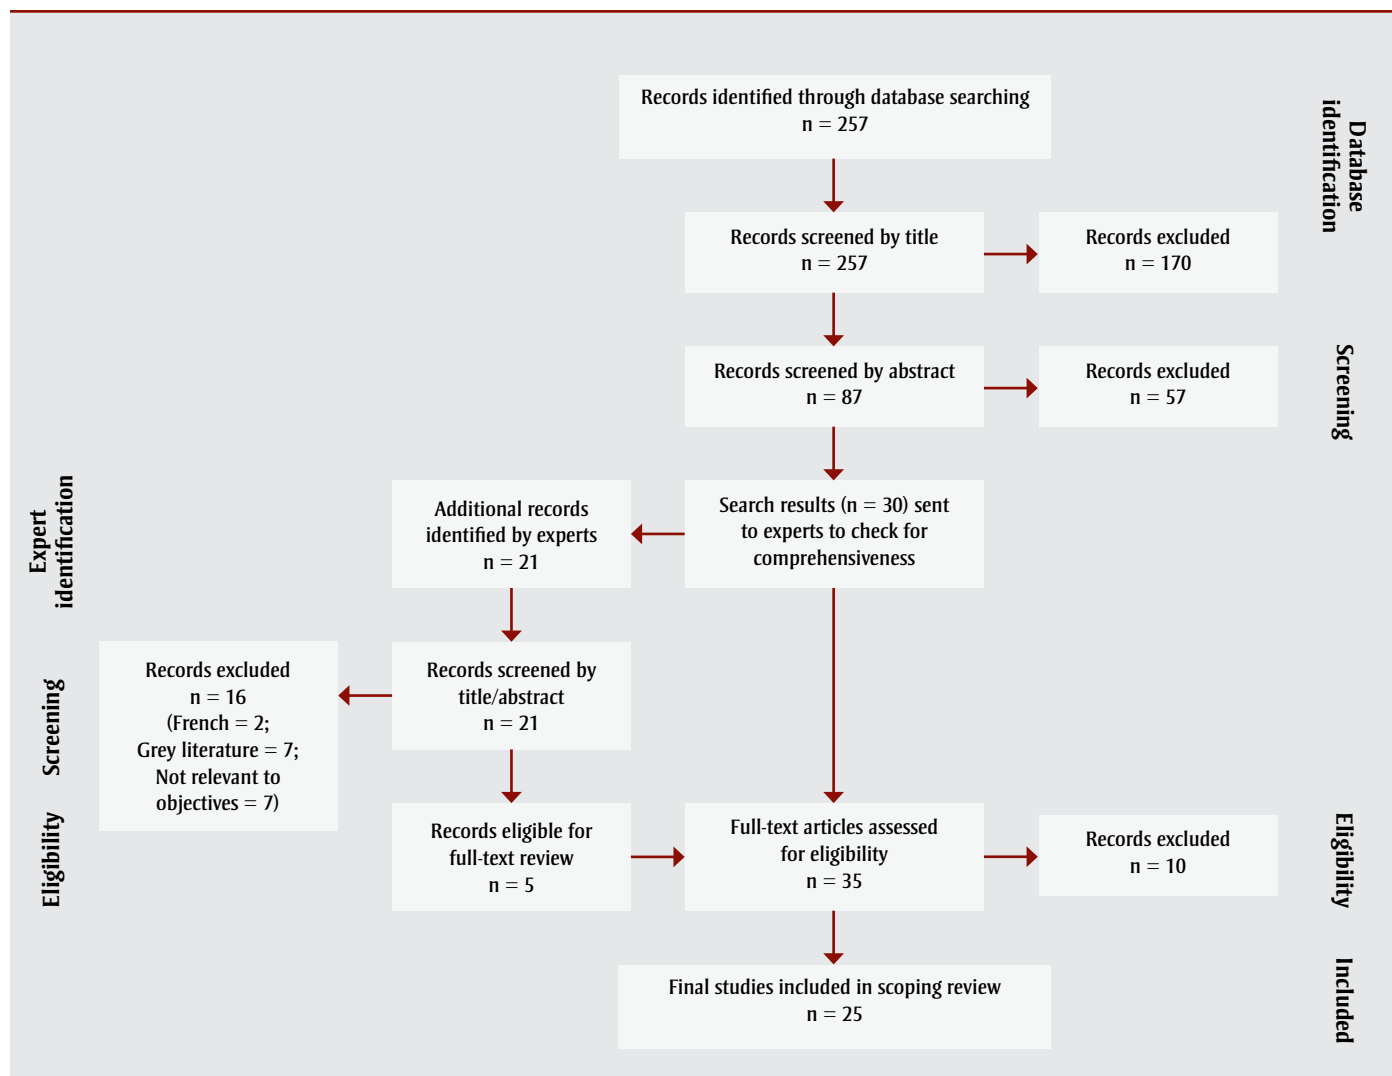 Records identified through database searching
n = 257
Database
identification
Records screened by title
n = 257
Records excluded
n = 170
Records screened by abstract
n = 87
Records excluded
n = 57
Screening
Expert
identification
Additional records
identified by experts
n = 21
Search results (n = 30) sent
to experts to check for
comprehensiveness
Screening
Records excluded
n = 16
(French = 2;
Grey literature = 7;
Not relevant to
objectives = 7)
Records screened by
title/abstract
n = 21
Eligibility
Records eligible for
full-text review
n = 5
Full-text articles assessed
for eligibility
n = 35
Records excluded
n = 10
Eligibility
Final studies included in scoping review
n = 25
Included